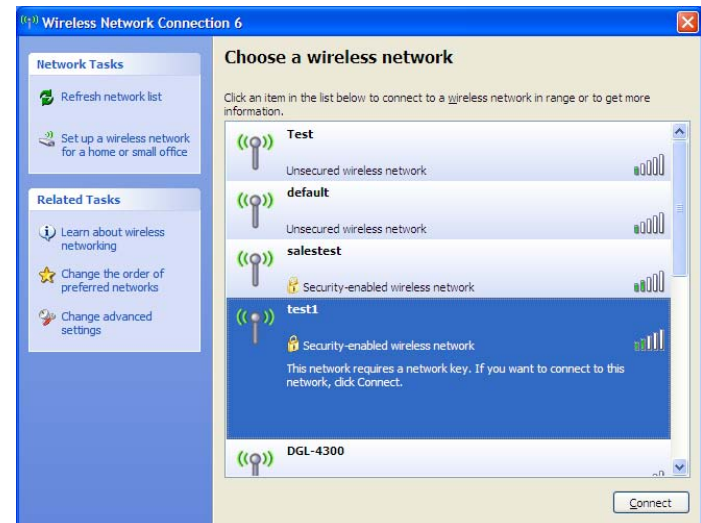 Wireless Network Connection 6
Network Tasks
Refresh network list
Set up a wireless network
for a home or small office
Related Tasks
Learn about wireless
networking
Change the order of
preferred networks
Change advanced
settings
Choose a wireless network
Click an item in the list below to connect to a wireless network in range or to get more
information.
Test
Unsecured wireless network
default
Unsecured wireless network
salestest
Security-enabled wireless network
test1
Security-enabled wireless network
This network requires a network key. If you want to connect to this
network, click Connect.
DGL-4300
Connect